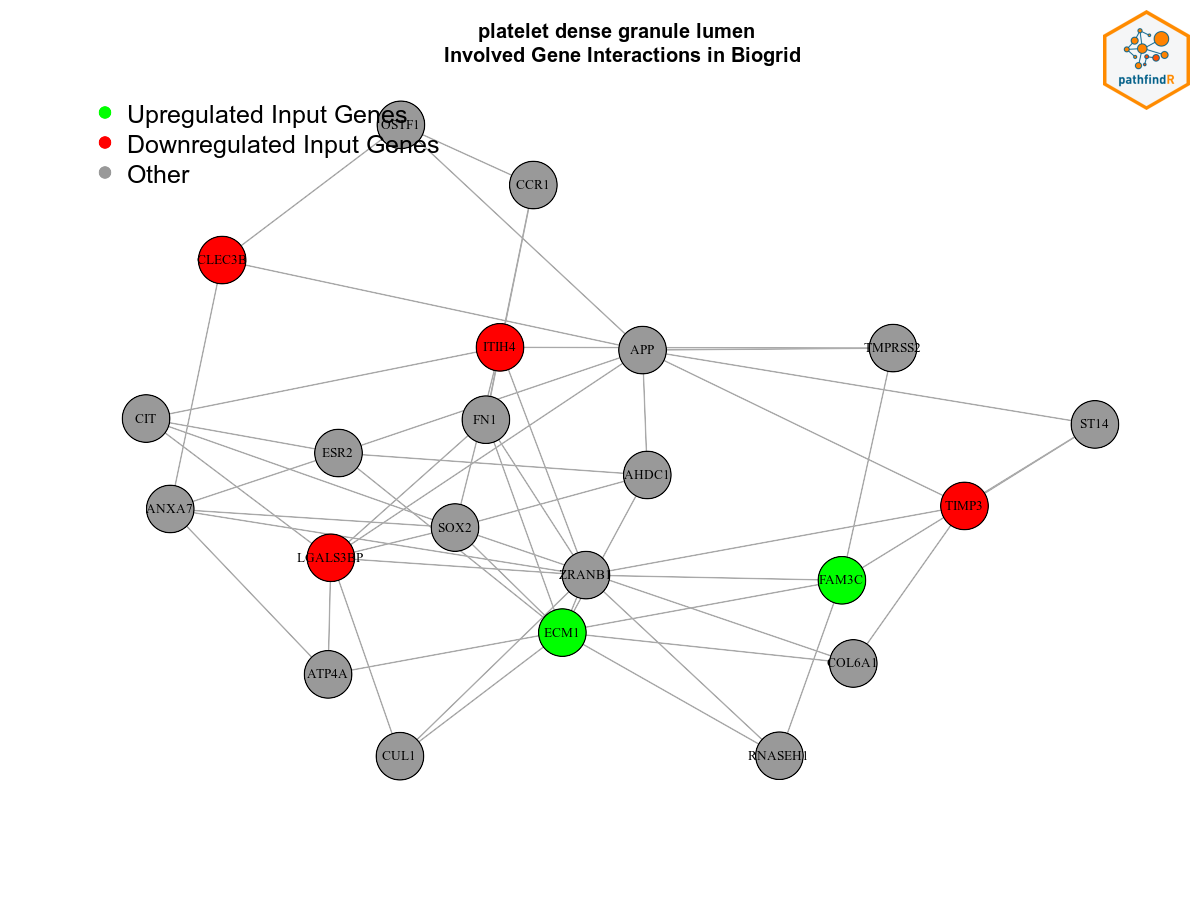 platelet dense granule lumen
Involved Gene Interactions in Biogrid
pathfindR
Upregulated Input Genes
OSTF1
Downregulated Input Genes
Other
CCR1
CLEC3B
ITIH4
APP
TMPRSS2
CIT
FN1
ST14
ESR2
AHDC1
ANXA7
TIMP3
SOX2
LGALS3BP
ZRANB1
FAM3C
ECM1
COL6A1
ATP4A
CUL1
RNASEH1